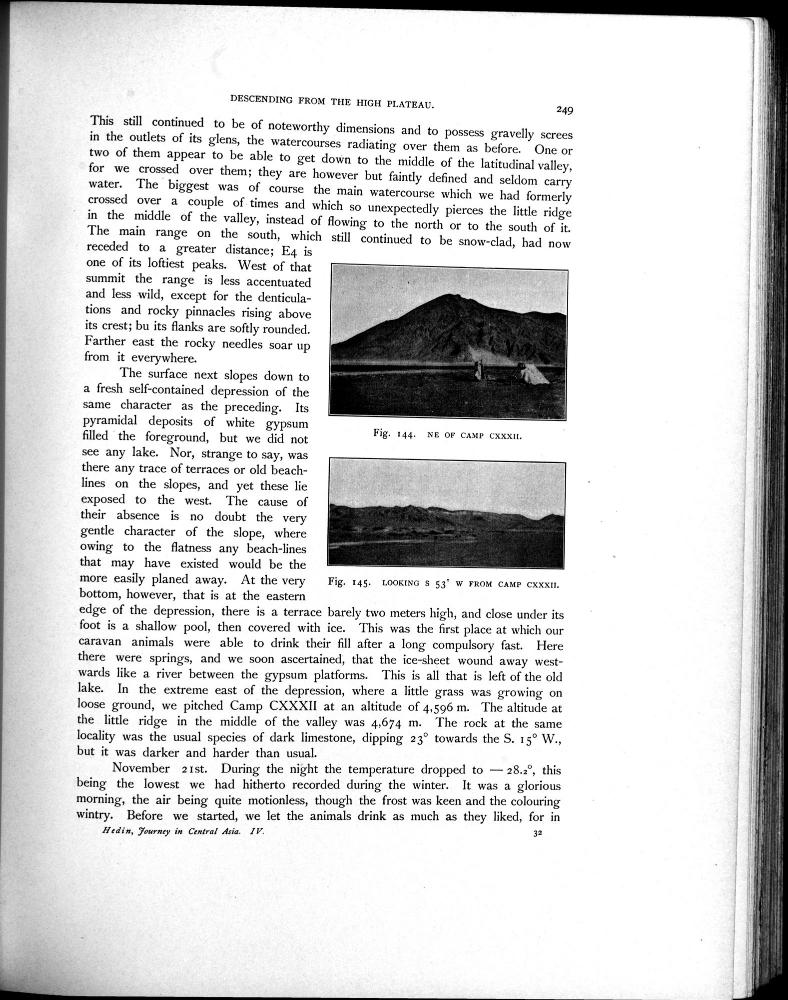 DESCENDING FROM THE HIGH PLATEAU.
249
This still continued to be of noteworthy dimensions and to possess gravelly screes
in the outlets of its glens, the watercourses radiating over them as before. One or
two of them appear to be able to get down to the middle of the latitudinal valley,
for we crossed over them; they are however but faintly defined and seldom carry
water. The biggest was of course the main watercourse which we had formerly
crossed over a couple of times and which so unexpectedly pierces the little ridge
in the middle of the valley, instead of flowing to the north or to the south of it.
The main range on the south, which still continued to be snow-clad, had now
receded to a greater distance; E4 is
one of its loftiest peaks. West of that
summit the range is less accentuated
and less wild, except for the denticula-
tions and rocky pinnacles rising above
its crest; bu its flanks are softly rounded.
Farther east the rocky needles soar up
from it everywhere.
The surface next slopes down to
a fresh self-contained depression of the
same character as the preceding. Its
pyramidal deposits of white gypsum
filled the foreground, but we did not
see any lake. Nor, strange to say, was
there any trace of terraces or old beach-
lines on the slopes, and yet these lie
exposed to the west. The cause of
their absence is no doubt the very
gentle character of the slope, where
owing to the flatness any beach-lines
that may have existed would be the
more easily planed away. At the very
bottom, however, that is at the eastern
Fig. 144. NE OF CAMP CXXXII.
Fig. 145. LOOKING S 53° W FROM CAMP CXXXII.
edge of the depression, there is a terrace barely two meters high, and close under its
foot is a shallow pool, then covered with ice. This was the first place at which our
caravan animals were able to drink their fill after a long compulsory fast. Here
there were springs, and we soon ascertained, that the ice-sheet wound away west-
wards like a river between the gypsum platforms. This is all that is left of the old
lake. In the extreme east of the depression, where a little grass was growing on
loose ground, we pitched Camp CXXXII at an altitude of 4,596 m. The altitude at
the little ridge in the middle of the valley was 4,674 m. The rock at the same
locality was the usual species of dark limestone, dipping 23° towards the S. 15° W.,
but it was darker and harder than usual.
November 21st. During the night the temperature dropped to — 28.2°, this
being the lowest we had hitherto recorded during the winter. It was a glorious
morning, the air being quite motionless, though the frost was keen and the colouring
wintry. Before we started, we let the animals drink as much as they liked, for in
Hedin, Journey in Central Asia. IV.
32